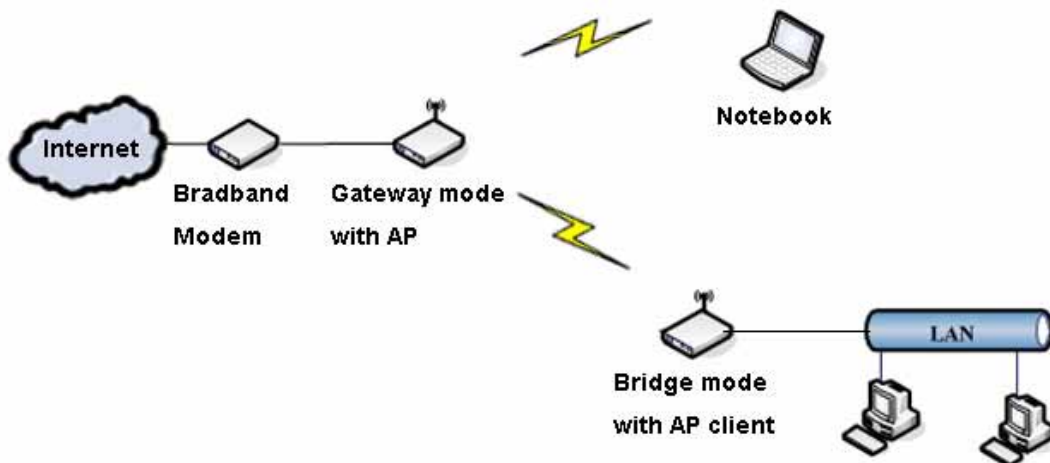 Notebook
Internet
Bradband
Modem
Gateway mode
with AP
LAN
Bridge mode
with AP client